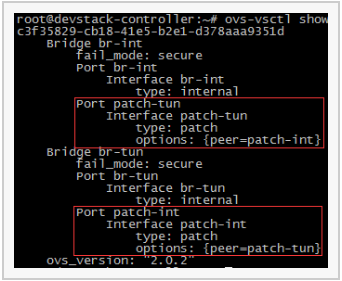 root@devstack-controller:~# ovs-vsctl show
c3f35829-cb18-41e5-b2e1-d378aaa9351d
Bridge br-int
fail_mode: secure
Port br-int
Interface br-int
type: internal
Port patch-tun
Interface patch-tun
type: patch
options: {peer=patch-int}
Bridge br-tun
fail_mode: secure
Port br-tun
Interface br-tun
type: internal
Port patch-int
Interface patch-int
type: patch
options: {peer=patch-tun}
ovs_version: "2.0.2"